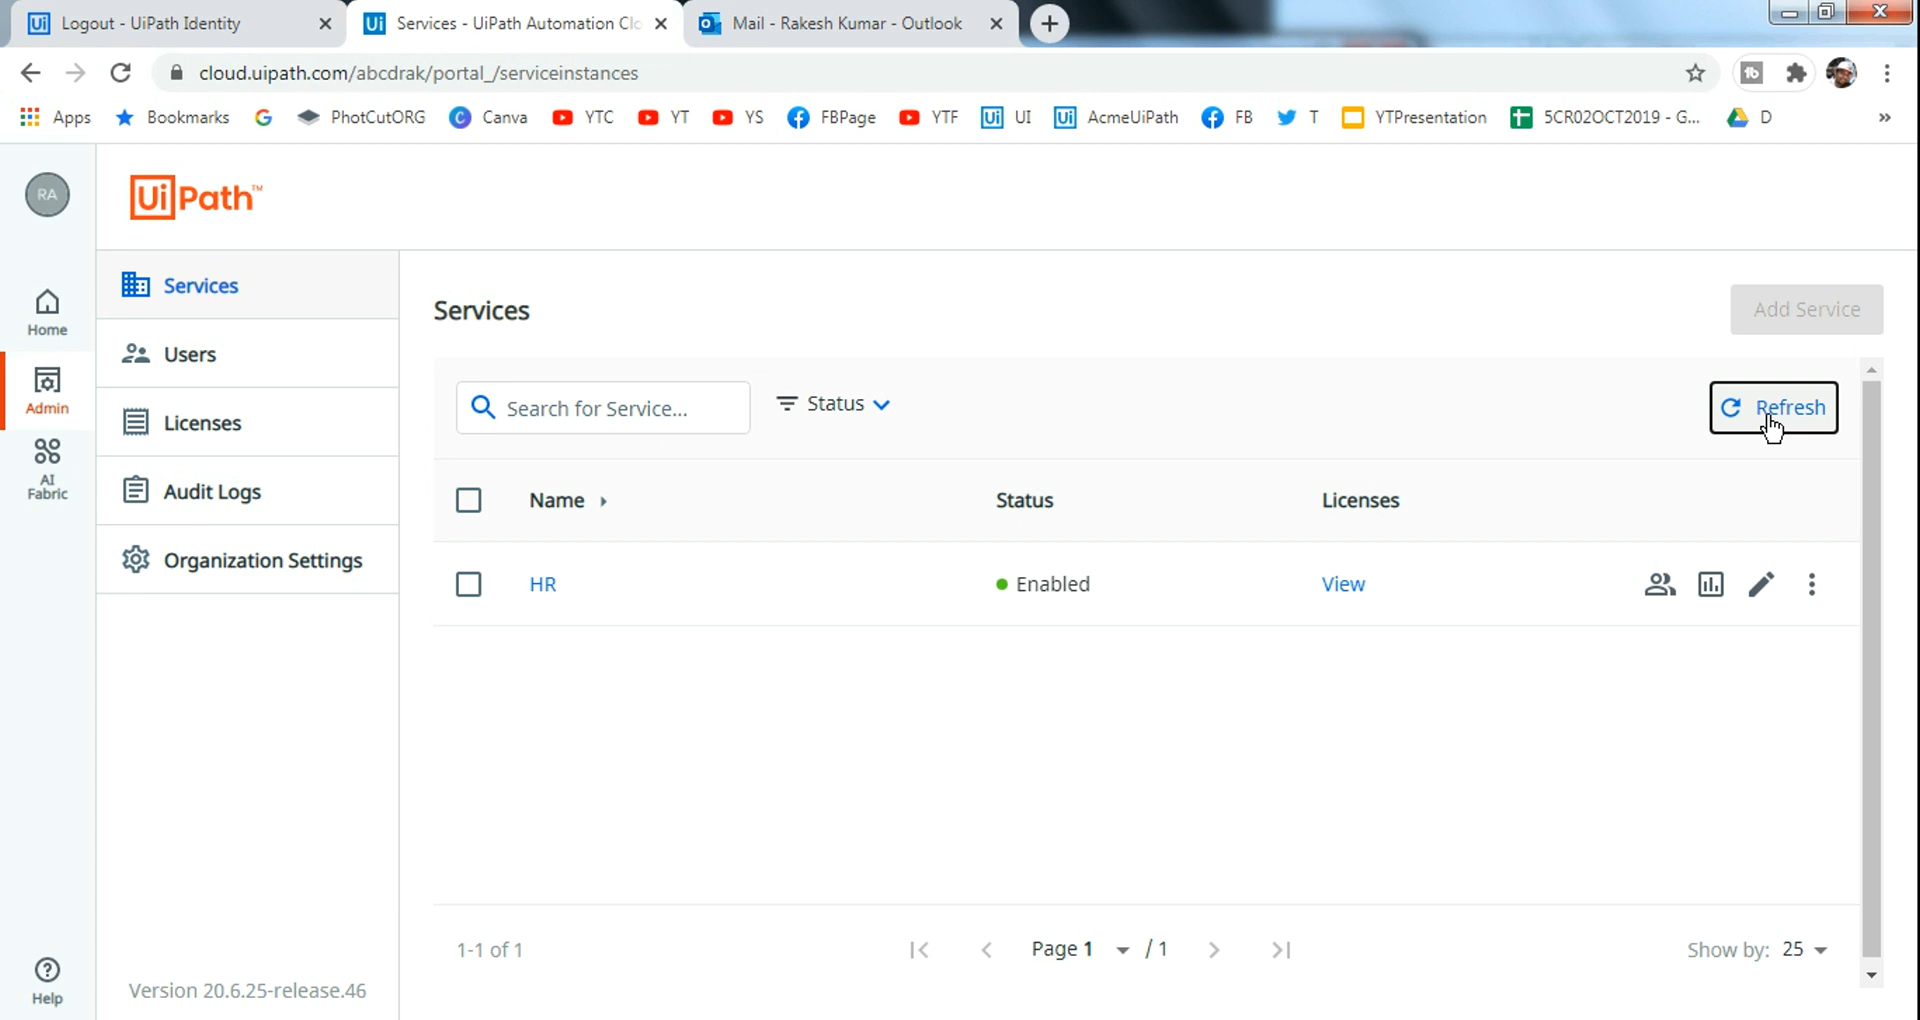 Logout - UiPath Identity
Services - UiPath Automation Clo
Mail - Rakesh Kumar - Outlook
cloud.uipath.com/abcdrak/portal_/serviceinstances
Apps
Bookmarks
PhotCutORG
Canva
YTC
YT
YS
FBPage
YTF
UI
AcmeUiPath
FB
T
YTPresentation
5CR02OCT2019 - G...
D
»
RA
UiPath™
Home
Admin
AI
Fabric
Help
Services
Users
Licenses
Audit Logs
Organization Settings
Version 20.6.25-release.46
Services
Add Service
Search for Service...
Status
Refresh
Name
Status
Licenses
HR
Enabled
View
1-1 of 1
Page 1 / 1
Show by: 25